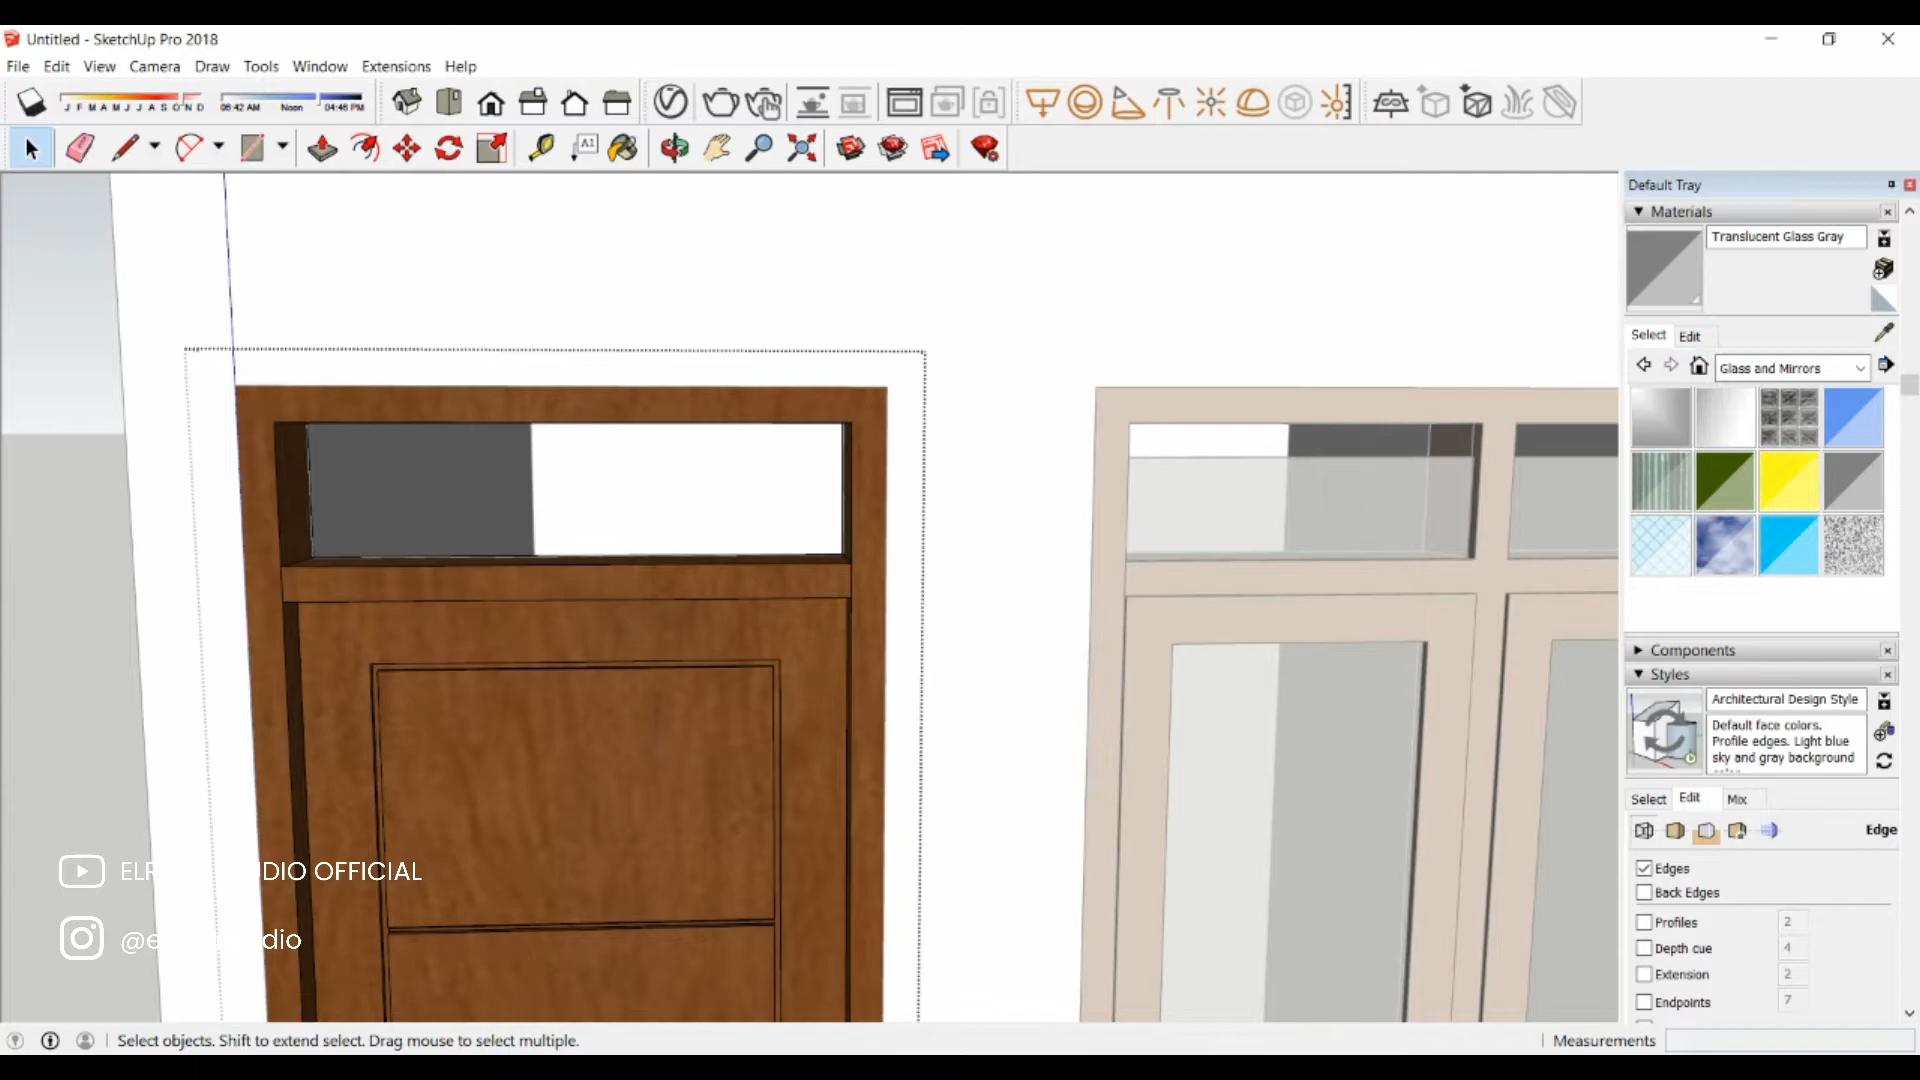 Untitled - SketchUp Pro 2018
File Edit View Camera Draw Tools Window Extensions Help
J F M A M J J A S O N D 06:42 AM Noon 04:46 PM
A1
Default Tray
Materials
Translucent Glass Gray
Select Edit
Glass and Mirrors
Components
Styles
Architectural Design Style
Default face colors.
Profile edges. Light blue
sky and gray background
Select Edit Mix
Edge
Edges
Back Edges
Profiles 2
Depth cue 4
Extension 2
Endpoints 7
OFFICIAL
Select objects. Shift to extend select. Drag mouse to select multiple.
Measurements